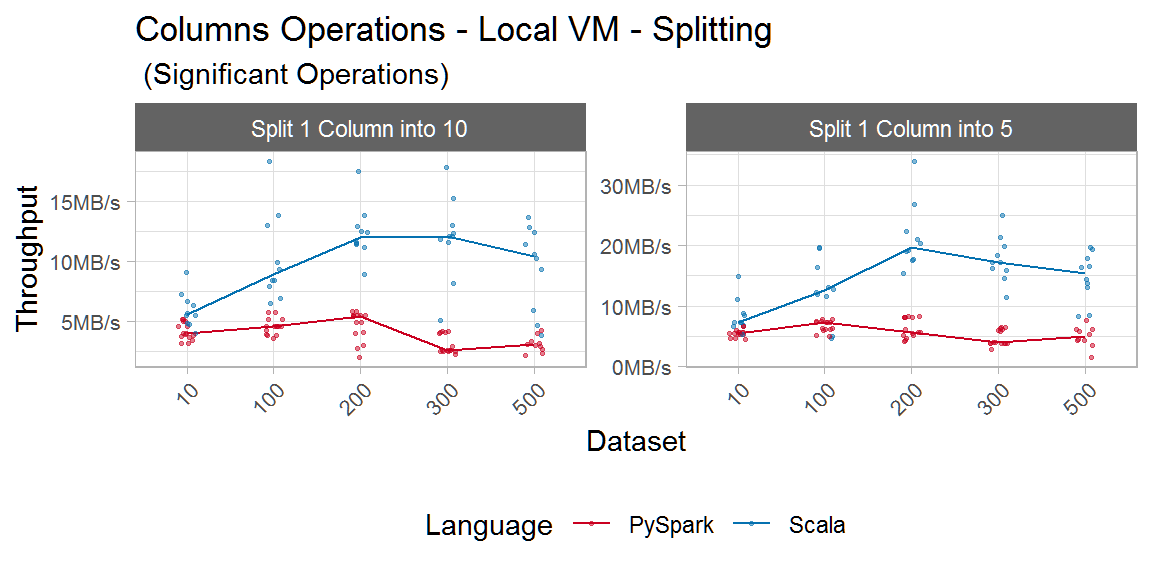 Columns Operations - Local VM - Splitting
(Significant Operations)
Split 1 Column into 10
Split 1 Column into 5
Throughput
15MB/s
10MB/s
5MB/s
30MB/s
20MB/s
10MB/s
0MB/s
10
100
200
300
500
10
100
200
300
500
Dataset
Language PySpark Scala